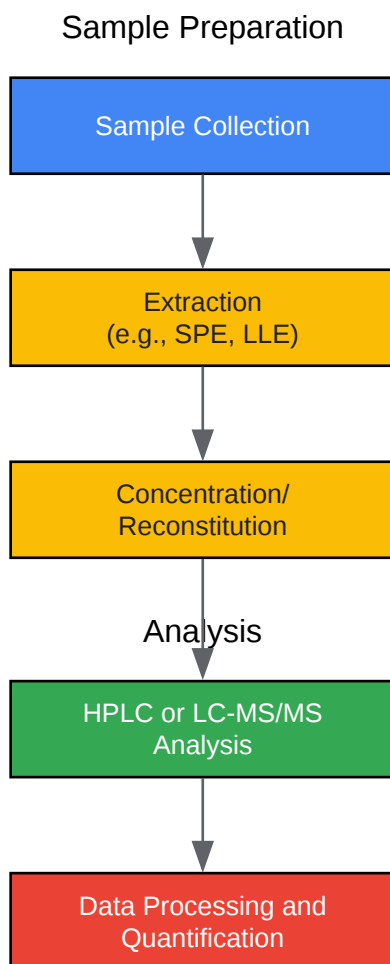 Sample Preparation
Sample Collection
Extraction
(e.g., SPE, LLE)
Concentration/
Reconstitution
Analysis
HPLC or LC-MS/MS
Analysis
Data Processing and
Quantification